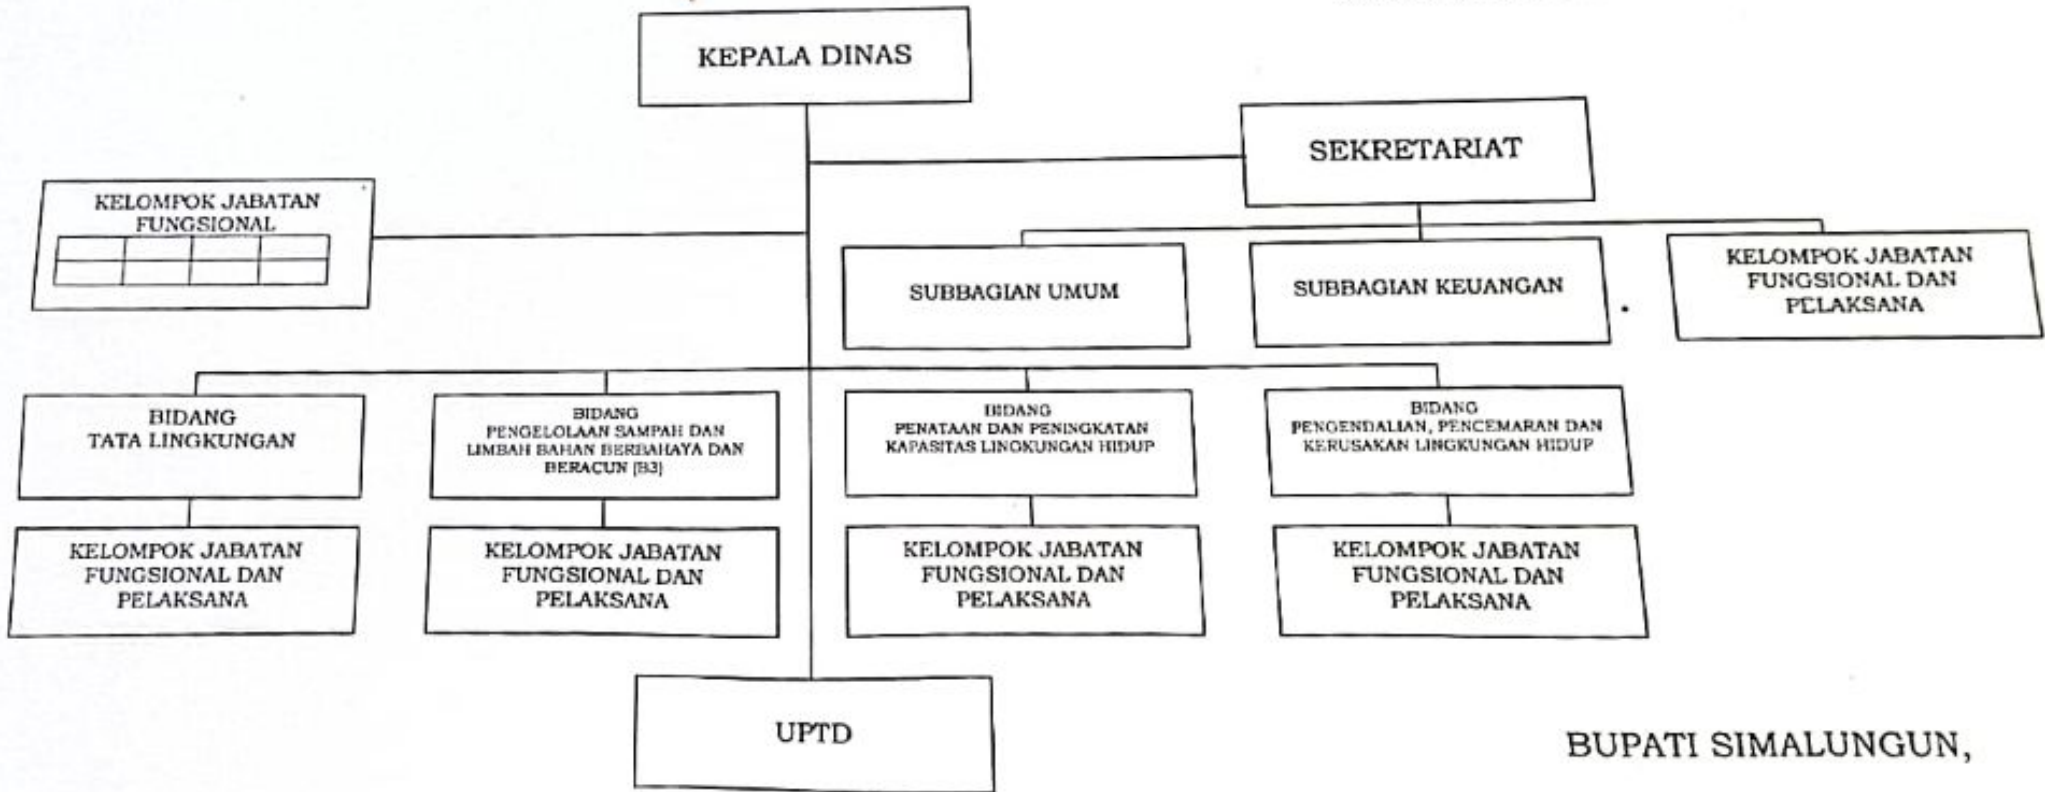 KEPALA DINAS
SEKRETARIAT
KELOMPOK JABATAN
FUNGSIONAL
SUBBAGIAN UMUM
SUBBAGIAN KEUANGAN
KELOMPOK JABATAN
FUNGSIONAL DAN
PELAKSANA
BIDANG
TATA LINGKUNGAN
BIDANG
PENGELOLAAN SAMPAH DAN
LIMBAH BAHAN BERBAHAYA DAN
BERACUN (B3)
BIDANG
PENATAAN DAN PENINGKATAN
KAPASITAS LINGKUNGAN HIDUP
BIDANG
PENGENDALIAN, PENCEMARAN DAN
KERUSAKAN LINGKUNGAN HIDUP
KELOMPOK JABATAN
FUNGSIONAL DAN
PELAKSANA
KELOMPOK JABATAN
FUNGSIONAL DAN
PELAKSANA
KELOMPOK JABATAN
FUNGSIONAL DAN
PELAKSANA
KELOMPOK JABATAN
FUNGSIONAL DAN
PELAKSANA
UPTD
BUPATI SIMALUNGUN,